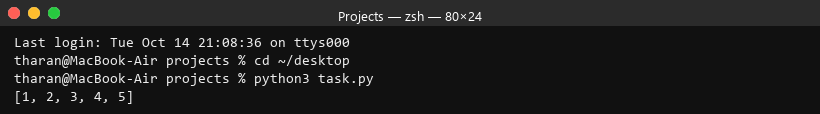 Projects — zsh — 80×24
Last login: Tue Oct 14 21:08:36 on ttys000
tharan@MacBook-Air projects % cd ~/desktop
tharan@MacBook-Air projects % python3 task.py
[1, 2, 3, 4, 5]